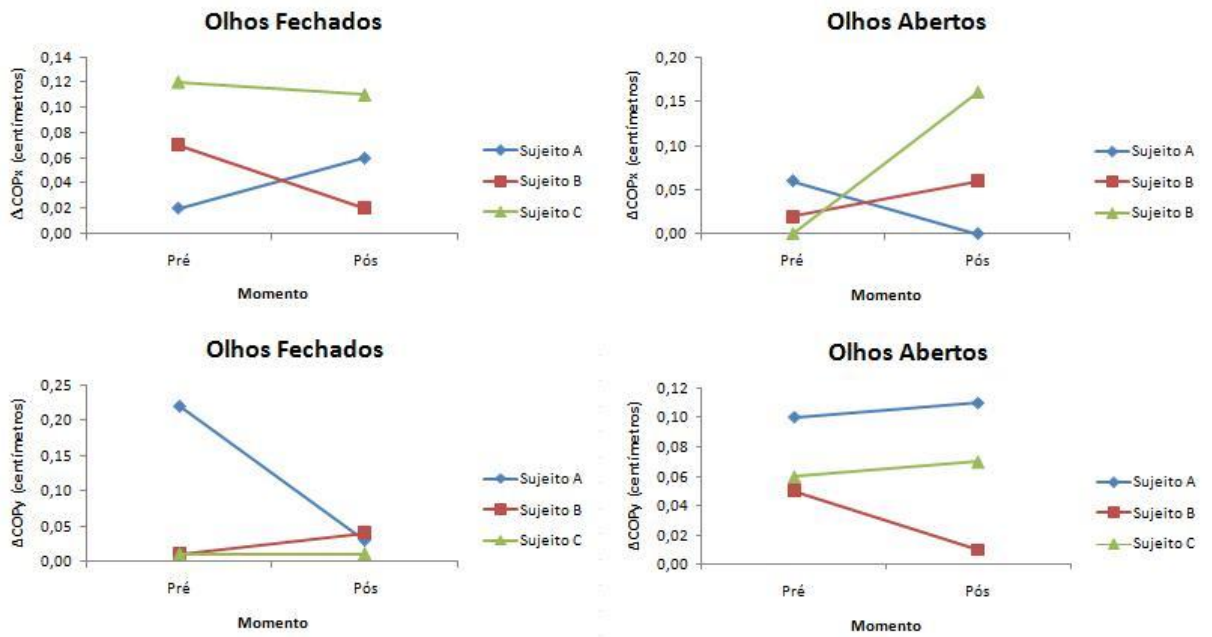 Olhos Fechados
ΔCOPx (centímetros)
0,14
0,12
0,10
0,08
0,06
0,04
0,02
0,00
Pré
Pós
Momento
Sujeito A
Sujeito B
Sujeito C
Olhos Abertos
ΔCOPx (centímetros)
0,20
0,15
0,10
0,05
0,00
Pré
Pós
Momento
Sujeito A
Sujeito B
Sujeito B
Olhos Fechados
ΔCOPy (centímetros)
0,25
0,20
0,15
0,10
0,05
0,00
Pré
Pós
Momento
Sujeito A
Sujeito B
Sujeito C
Olhos Abertos
ΔCOPy (centímetros)
0,12
0,10
0,08
0,06
0,04
0,02
0,00
Pré
Pós
Momento
Sujeito A
Sujeito B
Sujeito C